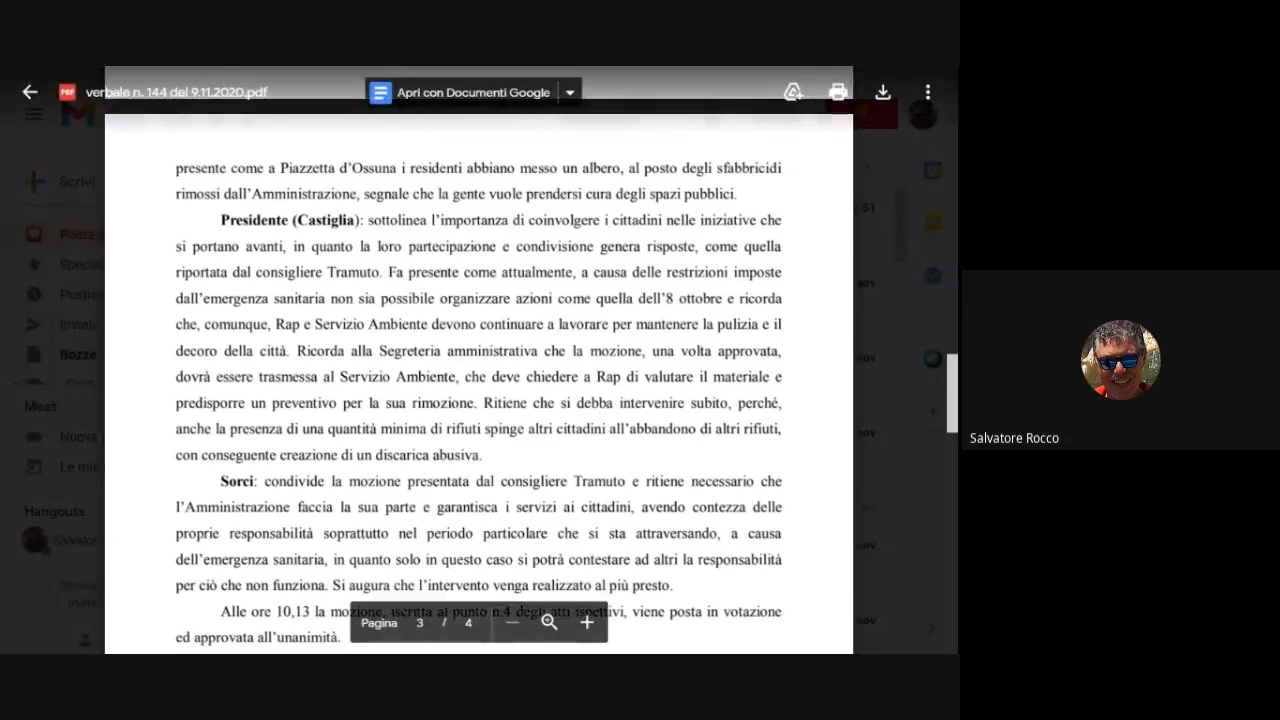 verbale n. 144 del 9.11.2020.pdf
Apri con Documenti Google
Scrivi
presente come a Piazzetta d'Ossuna i residenti abbiano messo un albero, al posto degli sfabbricidi
rimossi dall'Amministrazione, segnale che la gente vuole prendersi cura degli spazi pubblici.
Presidente (Castiglia): sottolinea l'importanza di coinvolgere i cittadini nelle iniziative che
si portano avanti, in quanto la loro partecipazione e condivisione genera risposte, come quella
riportata dal consigliere Tramuto. Fa presente come attualmente, a causa delle restrizioni imposte
dall'emergenza sanitaria non sia possibile organizzare azioni come quella dell'8 ottobre e ricorda
che, comunque, Rap e Servizio Ambiente devono continuare a lavorare per mantenere la pulizia e il
decoro della città. Ricorda alla Segreteria amministrativa che la mozione, una volta approvata,
dovrà essere trasmessa al Servizio Ambiente, che deve chiedere a Rap di valutare il materiale e
predisporre un preventivo per la sua rimozione. Ritiene che si debba intervenire subito, perché,
anche la presenza di una quantità minima di rifiuti spinge altri cittadini all'abbandono di altri rifiuti,
con conseguente creazione di un discarica abusiva.
Sorci: condivide la mozione presentata dal consigliere Tramuto e ritiene necessario che
l'Amministrazione faccia la sua parte e garantisca i servizi ai cittadini, avendo contezza delle
proprie responsabilità soprattutto nel periodo particolare che si sta attraversando, a causa
dell'emergenza sanitaria, in quanto solo in questo caso si potrà contestare ad altri la responsabilità
per ciò che non funziona. Si augura che l'intervento venga realizzato al più presto.
Alle ore 10,13 la mozione, iscritta al punto n.4 degli atti ispettivi, viene posta in votazione
ed approvata all'unanimità.
Pagina 3 / 4
Inviati
Bozze
Meet
Nuova
Le mie
Hangouts
Salvator
Salvatore Rocco